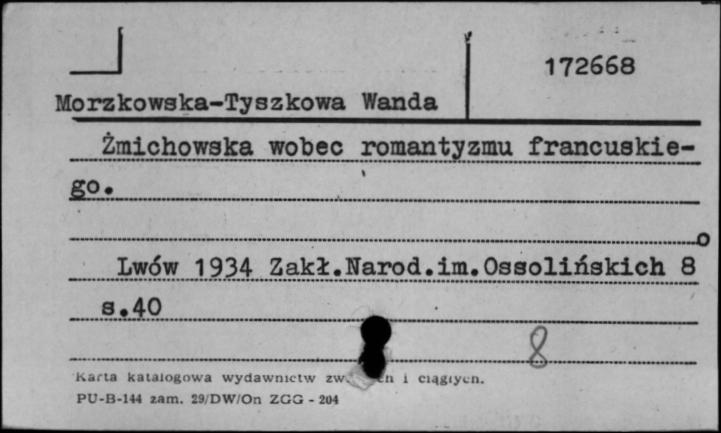 172668
Morzkowska-Tyszkowa Wanda
Żmichowska wobec romantyzmu francuskie-
go.
o
Lwów 1934 Zakł.Narod.im.Ossolińskich 8
s.40
8
Karta katalogowa wydawnictw i ciągłych.
PU-B-144 zam. 29/DW/On ZGG - 204